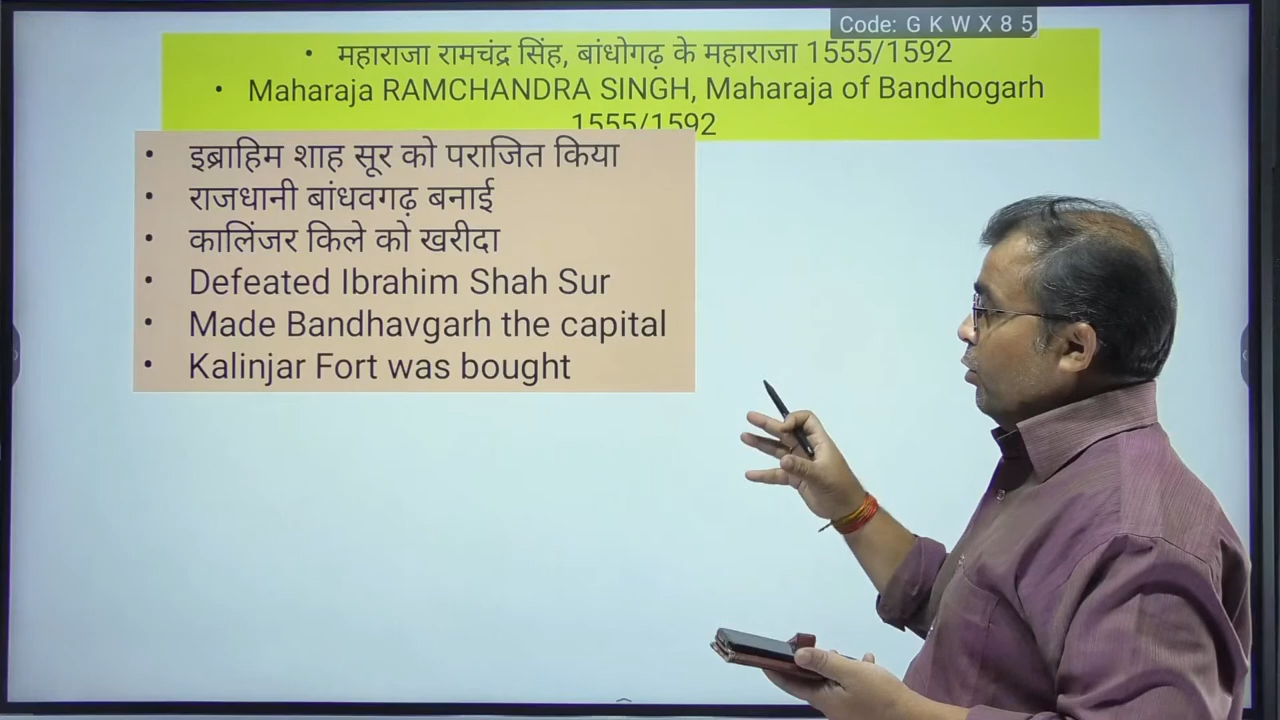 Code: G K W X 8 5
• महाराजा रामचंद्र सिंह, बांधोगढ़ के महाराजा 1555/1592
• Maharaja RAMCHANDRA SINGH, Maharaja of Bandhogarh
1555/1592
• इब्राहिम शाह सूर को पराजित किया
• राजधानी बांधवगढ़ बनाई
• कालिंजर किले को खरीदा
• Defeated Ibrahim Shah Sur
• Made Bandhavgarh the capital
• Kalinjar Fort was bought